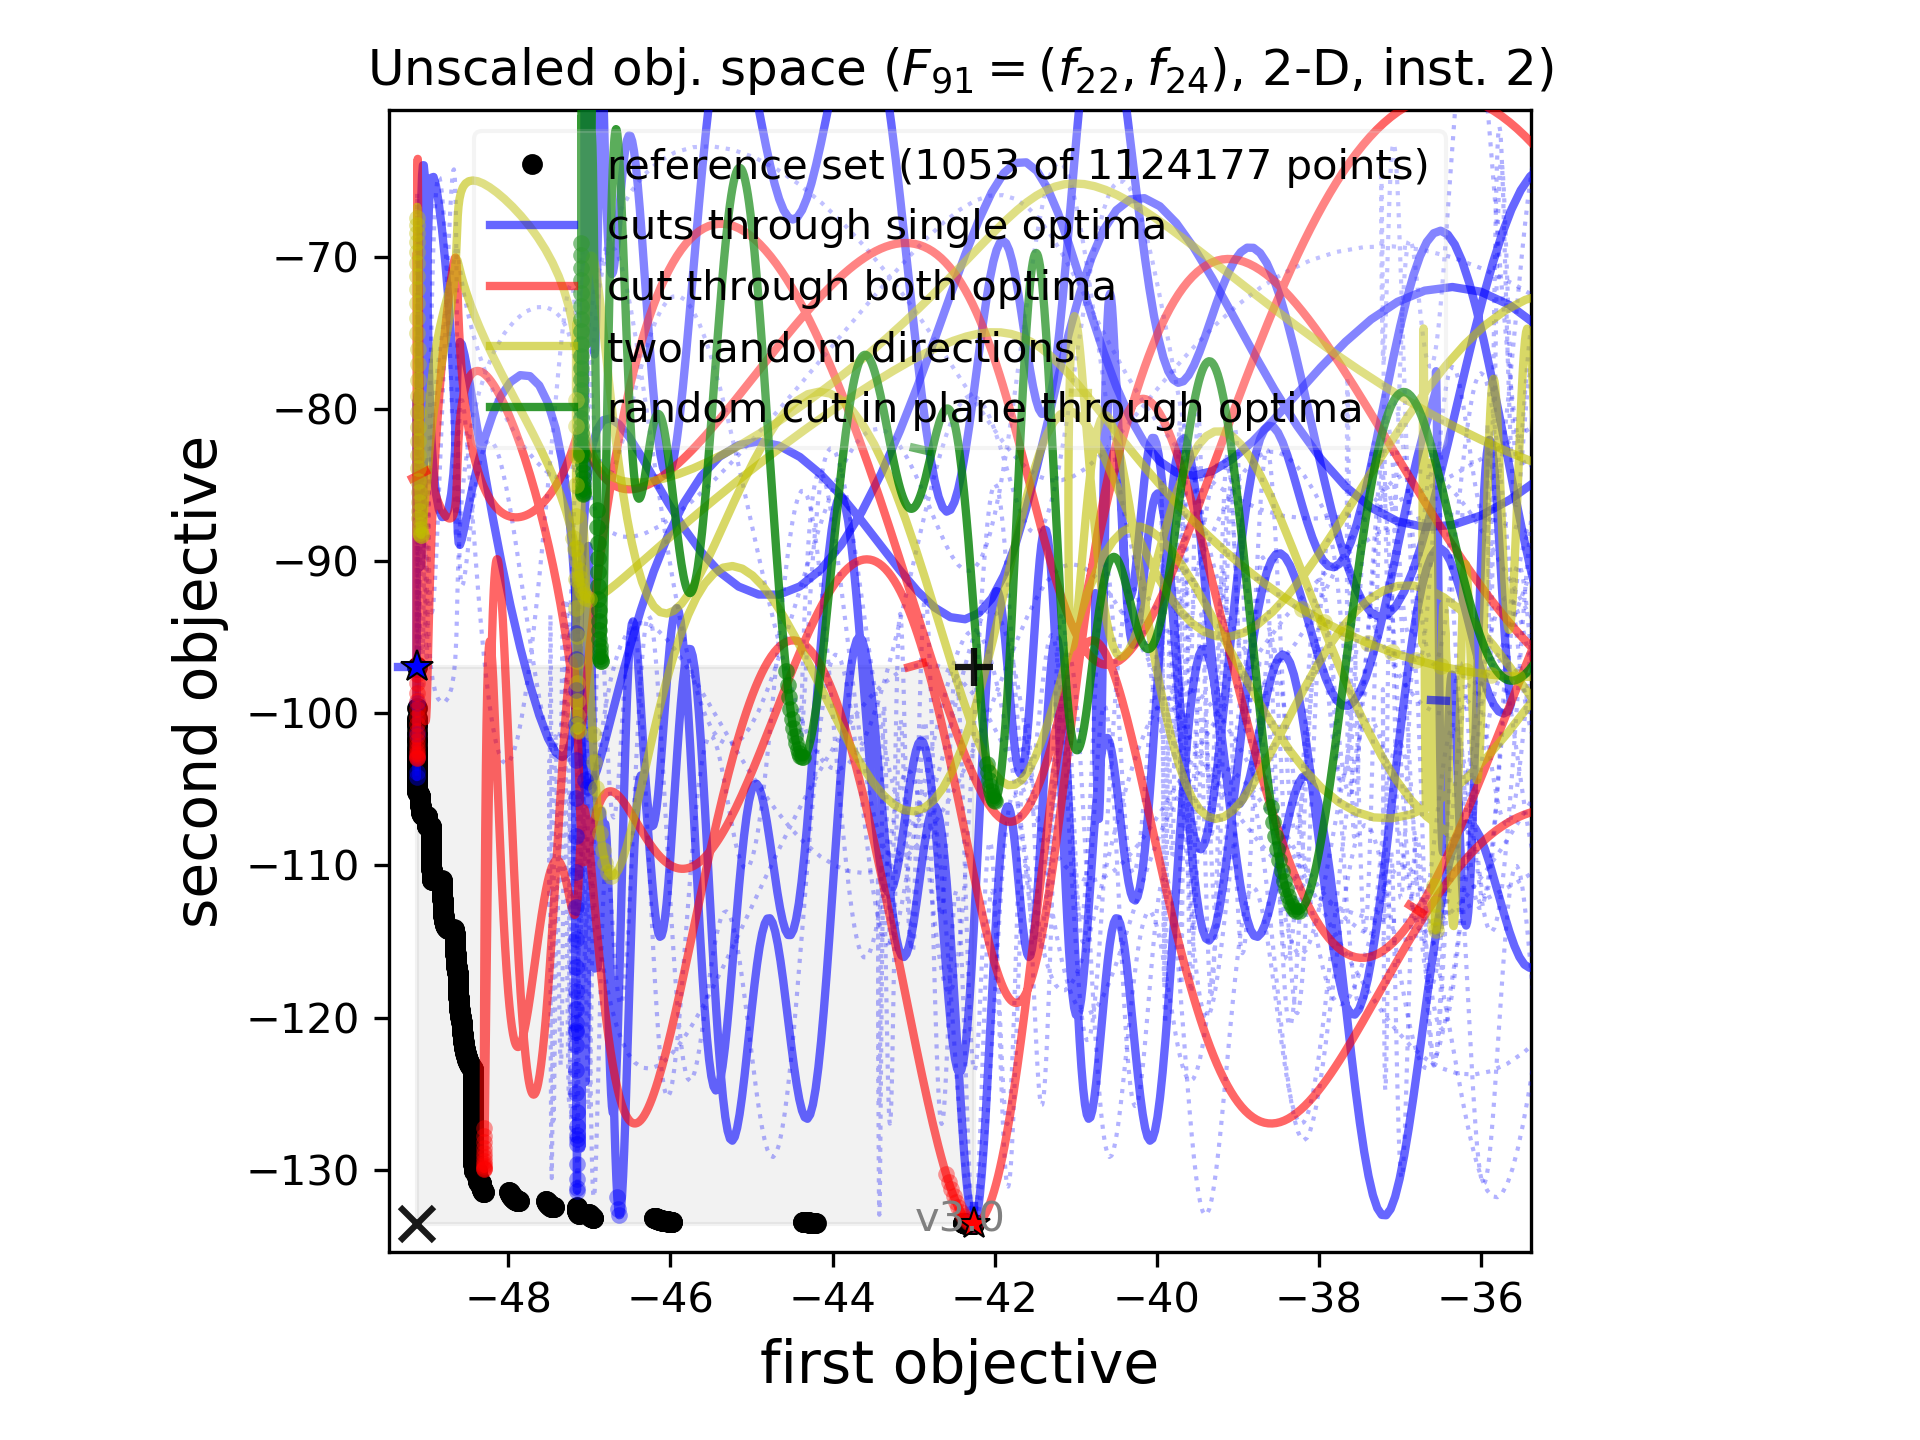 Unscaled obj. space (F₉₁ = (f₂₂, f₂₄), 2-D, inst. 2)
reference set (1053 of 1124177 points)
cuts through single optima
cut through both optima
two random directions
random cut in plane through optima
−70
−80
−90
−100
−110
−120
−130
second objective
v3.0
−48
−46
−44
−42
−40
−38
−36
first objective